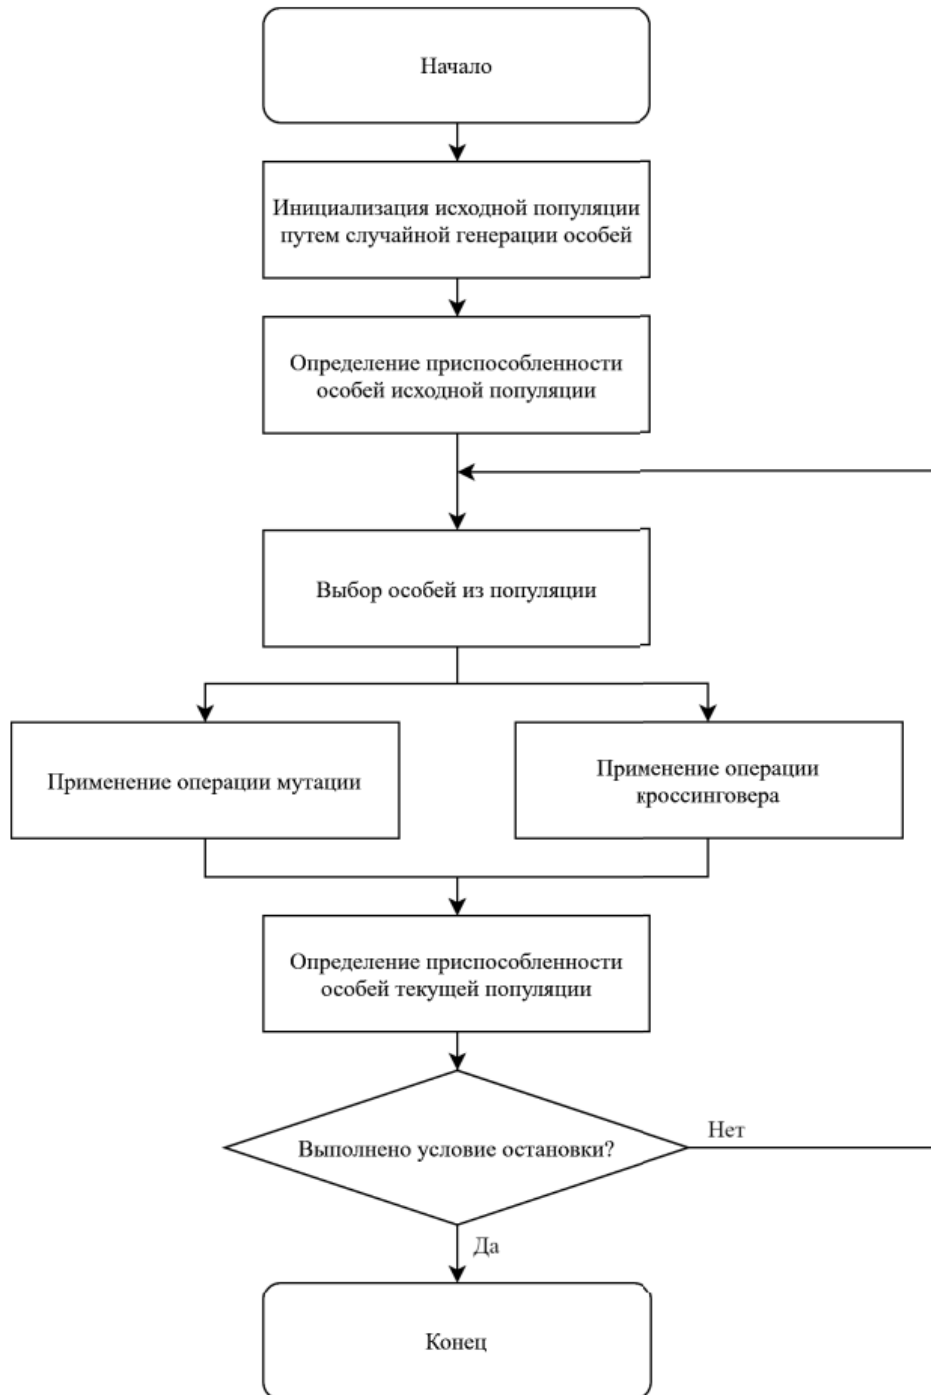 Начало
Инициализация исходной популяции
путем случайной генерации особей
Определение приспособленности
особей исходной популяции
Выбор особей из популяции
Применение операции мутации
Применение операции
кроссинговера
Определение приспособленности
особей текущей популяции
Выполнено условие остановки?
Нет
Да
Конец